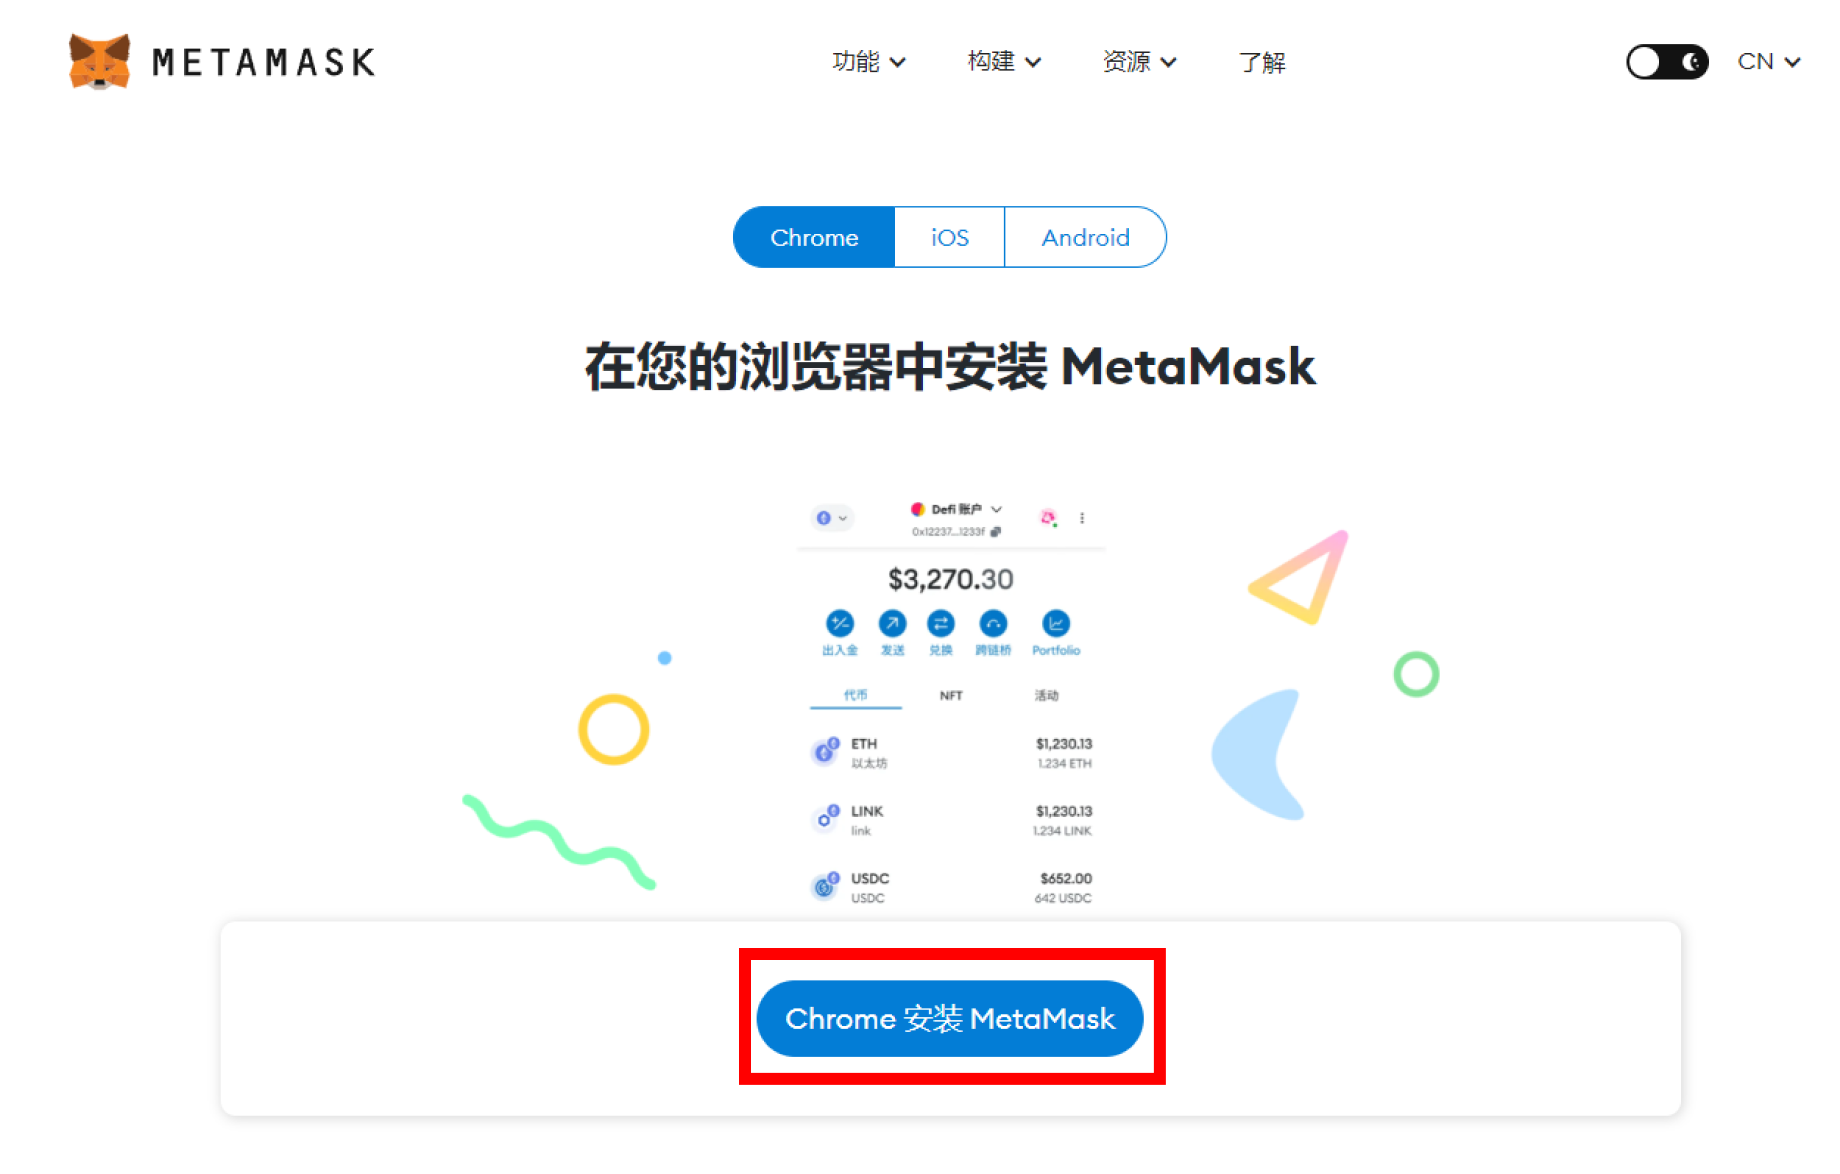 METAMASK
功能
构建
资源
了解
CN
Chrome
iOS
Android
在您的浏览器中安装 MetaMask
Defi 账户
0x12237...1233f
$3,270.30
出入金
发送
兑换
跨链桥
Portfolio
代币
NFT
活动
ETH
$1,230.13
以太坊
1.234 ETH
LINK
$1,230.13
link
1.234 LINK
USDC
$652.00
USDC
642 USDC
Chrome 安装 MetaMask